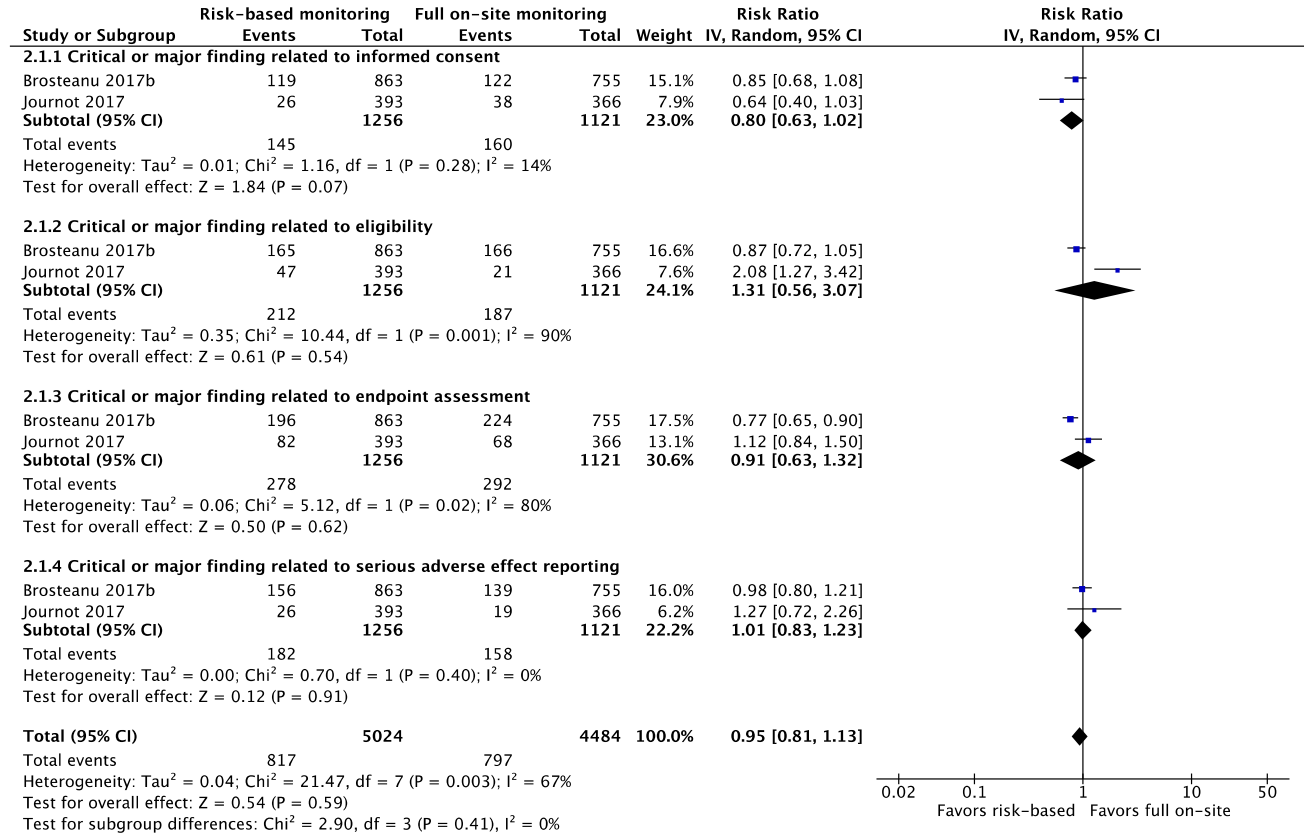 Risk-based monitoring Full on-site monitoring Risk Ratio Risk Ratio
Study or Subgroup Events Total Events Total Weight IV, Random, 95% CI IV, Random, 95% CI
2.1.1 Critical or major finding related to informed consent
Brosteanu 2017b 119 863 122 755 15.1% 0.85 [0.68, 1.08]
Journot 2017 26 393 38 366 7.9% 0.64 [0.40, 1.03]
Subtotal (95% CI) 1256 1121 23.0% 0.80 [0.63, 1.02]
Total events 145 160
Heterogeneity: Tau² = 0.01; Chi² = 1.16, df = 1 (P = 0.28); I² = 14%
Test for overall effect: Z = 1.84 (P = 0.07)
2.1.2 Critical or major finding related to eligibility
Brosteanu 2017b 165 863 166 755 16.6% 0.87 [0.72, 1.05]
Journot 2017 47 393 21 366 7.6% 2.08 [1.27, 3.42]
Subtotal (95% CI) 1256 1121 24.1% 1.31 [0.56, 3.07]
Total events 212 187
Heterogeneity: Tau² = 0.35; Chi² = 10.44, df = 1 (P = 0.001); I² = 90%
Test for overall effect: Z = 0.61 (P = 0.54)
2.1.3 Critical or major finding related to endpoint assessment
Brosteanu 2017b 196 863 224 755 17.5% 0.77 [0.65, 0.90]
Journot 2017 82 393 68 366 13.1% 1.12 [0.84, 1.50]
Subtotal (95% CI) 1256 1121 30.6% 0.91 [0.63, 1.32]
Total events 278 292
Heterogeneity: Tau² = 0.06; Chi² = 5.12, df = 1 (P = 0.02); I² = 80%
Test for overall effect: Z = 0.50 (P = 0.62)
2.1.4 Critical or major finding related to serious adverse effect reporting
Brosteanu 2017b 156 863 139 755 16.0% 0.98 [0.80, 1.21]
Journot 2017 26 393 19 366 6.2% 1.27 [0.72, 2.26]
Subtotal (95% CI) 1256 1121 22.2% 1.01 [0.83, 1.23]
Total events 182 158
Heterogeneity: Tau² = 0.00; Chi² = 0.70, df = 1 (P = 0.40); I² = 0%
Test for overall effect: Z = 0.12 (P = 0.91)
Total (95% CI) 5024 4484 100.0% 0.95 [0.81, 1.13]
Total events 817 797
Heterogeneity: Tau² = 0.04; Chi² = 21.47, df = 7 (P = 0.003); I² = 67%
Test for overall effect: Z = 0.54 (P = 0.59)
Test for subgroup differences: Chi² = 2.90, df = 3 (P = 0.41), I² = 0%
0.02 0.1 1 10 50
Favors risk-based Favors full on-site